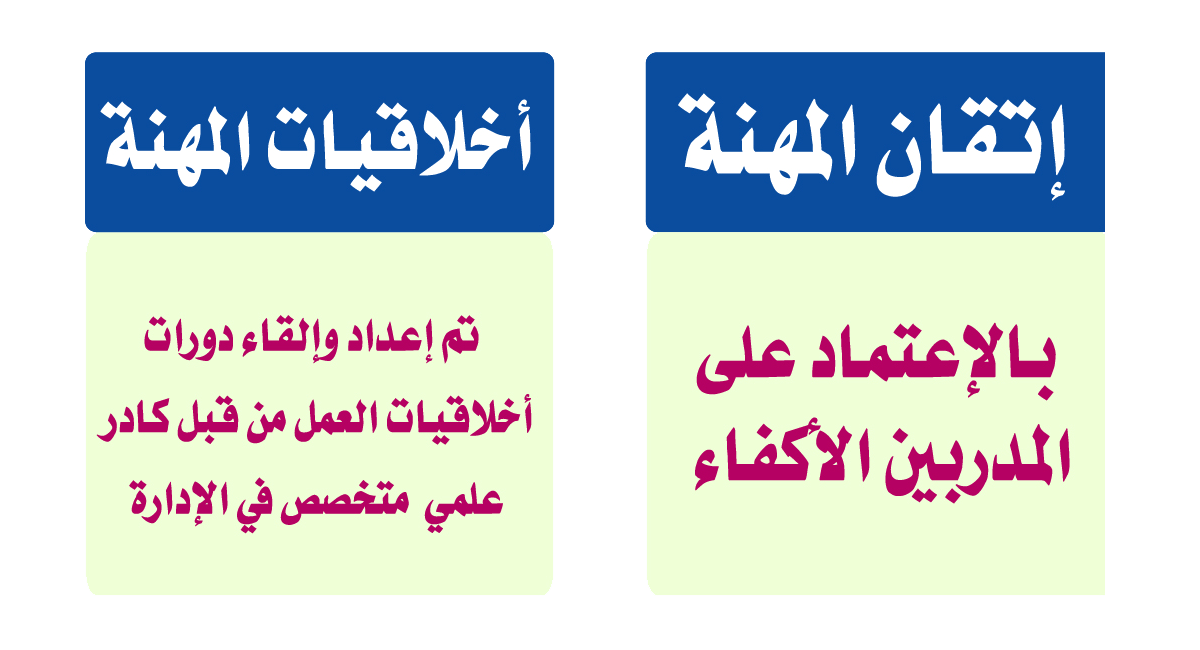 إتقان المهنة
بالإعتماد على
المدربين الأكفاء
أخلاقيات المهنة
تم إعداد وإلقاء دورات
أخلاقيات العمل من قبل كادر
علمي متخصص في الإدارة